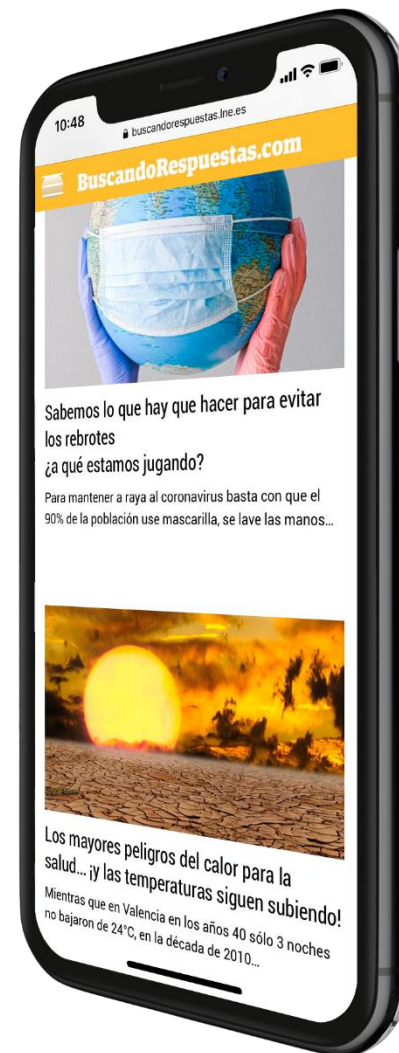 10:48
buscandorespuestas.lne.es
BuscandoRespuestas.com
Sabemos lo que hay que hacer para evitar
los rebrotes
¿a qué estamos jugando?
Para mantener a raya al coronavirus basta con que el
90% de la población use mascarilla, se lave las manos...
Los mayores peligros del calor para la
salud... ¡y las temperaturas siguen subiendo!
Mientras que en Valencia en los años 40 sólo 3 noches
no bajaron de 24°C, en la década de 2010...